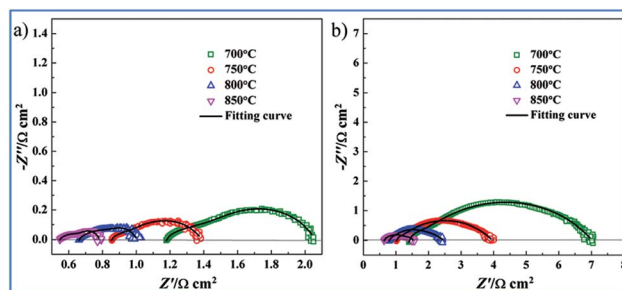 a)
1.4
1.2
1.0
0.8
0.6
0.4
0.2
0.0
-Z''/Ω cm²
700°C
750°C
800°C
850°C
Fitting curve
0.6 0.8 1.0 1.2 1.4 1.6 1.8 2.0
Z'/Ω cm²
b)
7
6
5
4
3
2
1
0
-Z''/Ω cm²
700°C
750°C
800°C
850°C
Fitting curve
0 1 2 3 4 5 6 7 8
Z'/Ω cm²